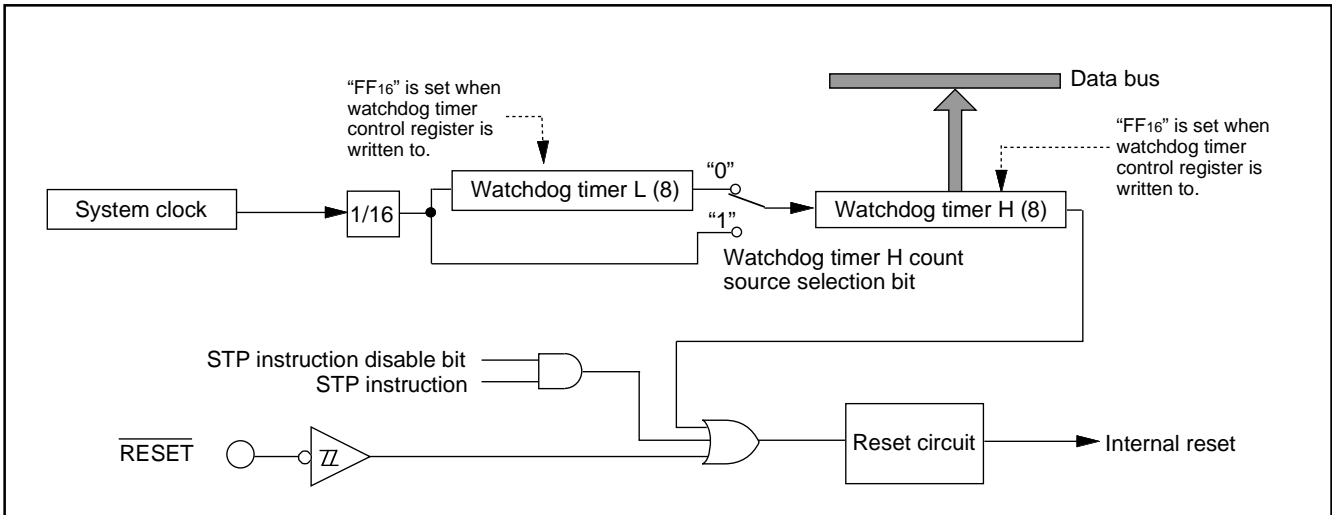 “FF16” is set when
watchdog timer
control register is
written to.
Data bus
“FF16” is set when
watchdog timer
control register is
written to.
System clock
1/16
Watchdog timer L (8)
“0”
“1”
Watchdog timer H (8)
Watchdog timer H count
source selection bit
STP instruction disable bit
STP instruction
RESET
Reset circuit
Internal reset